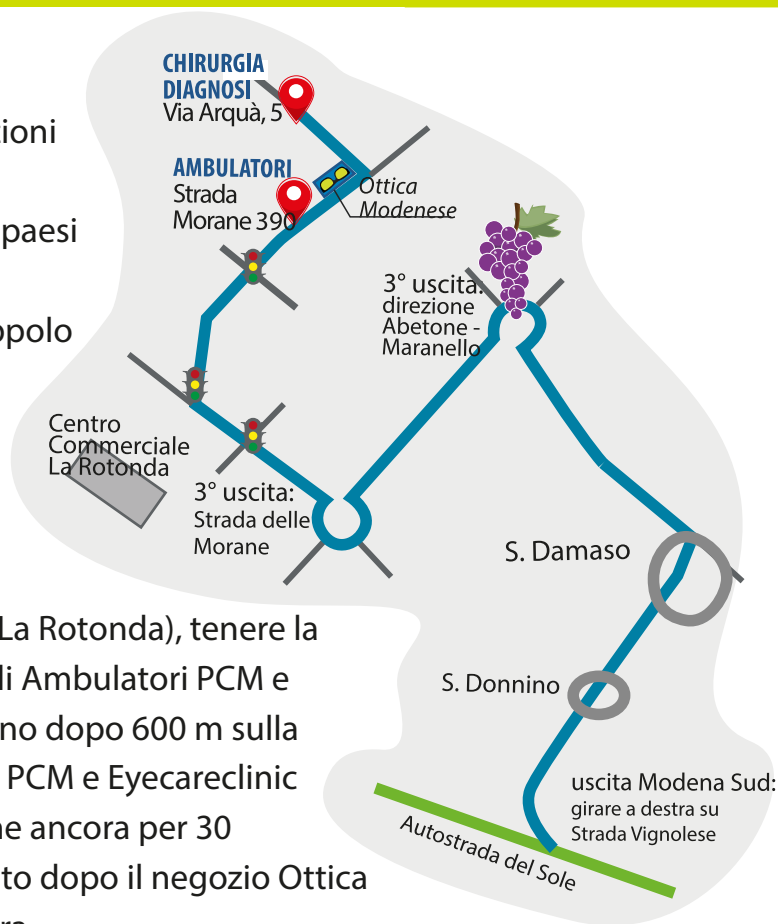 CHIRURGIA
DIAGNOSI
Via Arquà, 5
AMBULATORI
Strada
Morane 390
Ottica
Modenese
paesi
3° uscita:
direzione
Abetone -
Maranello
Centro
Commerciale
La Rotonda
3° uscita:
Strada delle
Morane
S. Damaso
S. Donnino
uscita Modena Sud:
girare a destra su
Strada Vignolese
Autostrada del Sole
La Rotonda), tenere la
li Ambulatori PCM e
no dopo 600 m sulla
PCM e Eyecareclinic
ne ancora per 30
to dopo il negozio Ottica